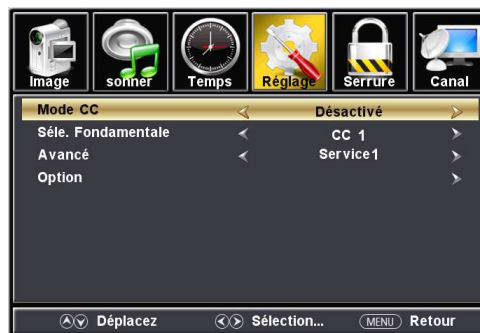 Image sonner Temps Réglage Serrure Canal
Mode CC Désactivé
Séle. Fondamentale CC 1
Avancé Service1
Option
Déplacez Sélection... MENU Retour